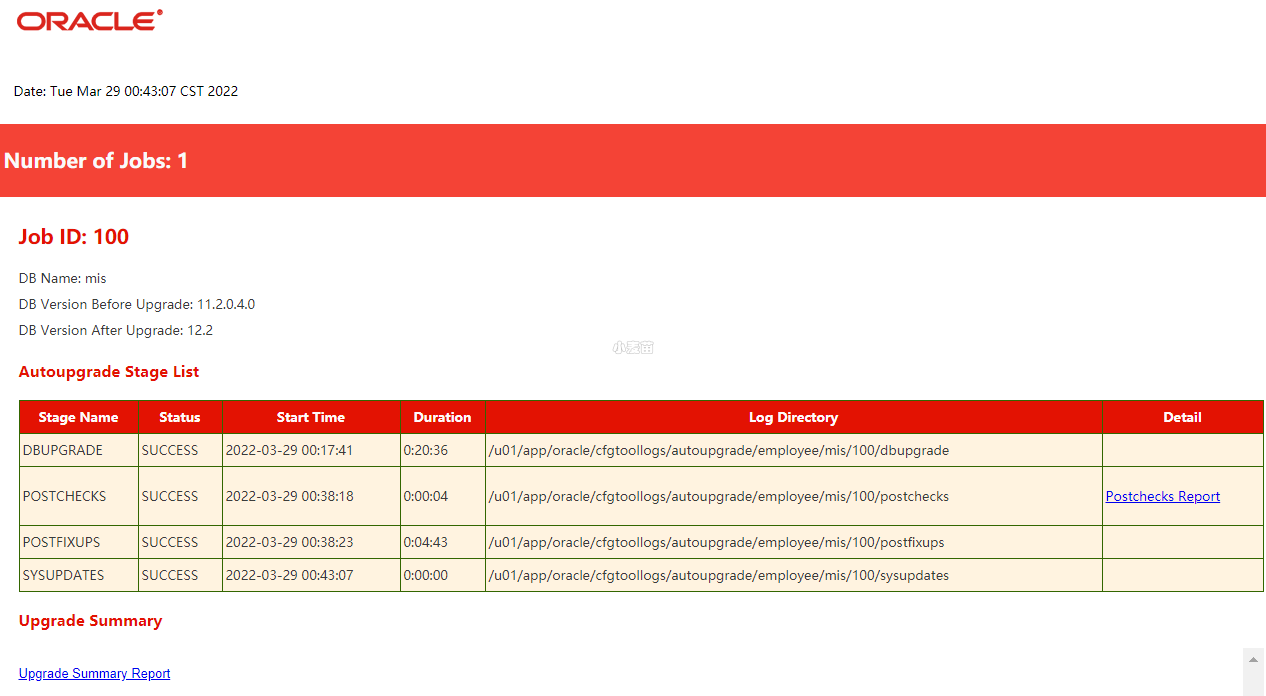 ORACLE®
Date: Tue Mar 29 00:43:07 CST 2022
Number of Jobs: 1
Job ID: 100
DB Name: mis
DB Version Before Upgrade: 11.2.0.4.0
DB Version After Upgrade: 12.2
小麦苗
Autoupgrade Stage List
Stage Name Status Start Time Duration Log Directory Detail
DBUPGRADE SUCCESS 2022-03-29 00:17:41 0:20:36 /u01/app/oracle/cfgtoollogs/autoupgrade/employee/mis/100/dbupgrade
POSTCHECKS SUCCESS 2022-03-29 00:38:18 0:00:04 /u01/app/oracle/cfgtoollogs/autoupgrade/employee/mis/100/postchecks Postchecks Report
POSTFIXUPS SUCCESS 2022-03-29 00:38:23 0:04:43 /u01/app/oracle/cfgtoollogs/autoupgrade/employee/mis/100/postfixups
SYSUPDATES SUCCESS 2022-03-29 00:43:07 0:00:00 /u01/app/oracle/cfgtoollogs/autoupgrade/employee/mis/100/sysupdates
Upgrade Summary
Upgrade Summary Report